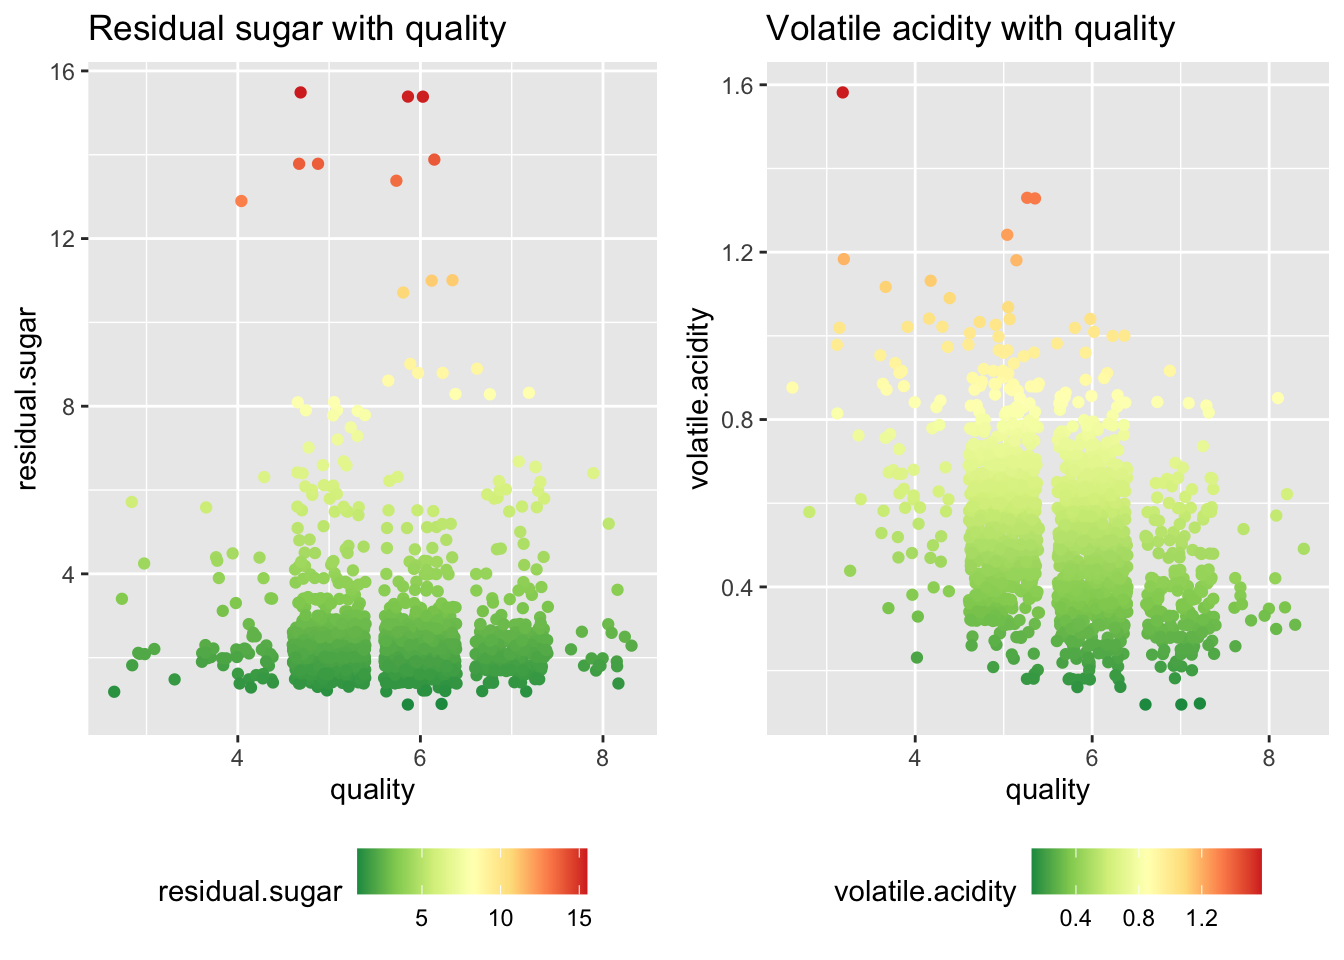 Residual sugar with quality
16
12
8
4
residual.sugar
4
6
8
quality
residual.sugar
5
10
15
Volatile acidity with quality
1.6
1.2
0.8
0.4
volatile.acidity
4
6
8
quality
volatile.acidity
0.4
0.8
1.2